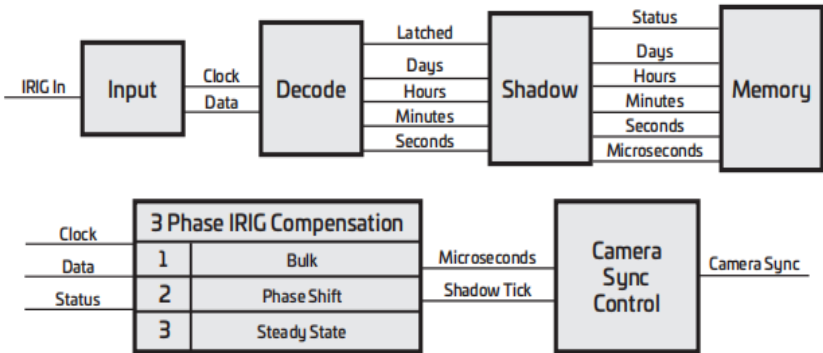 IRIG In
Input
Clock
Data
Decode
Latched
Days
Hours
Minutes
Seconds
Shadow
Status
Days
Hours
Minutes
Seconds
Microseconds
Memory
Clock
Data
Status
3 Phase IRIG Compensation
1 Bulk
2 Phase Shift
3 Steady State
Microseconds
Shadow Tick
Camera
Sync
Control
Camera Sync